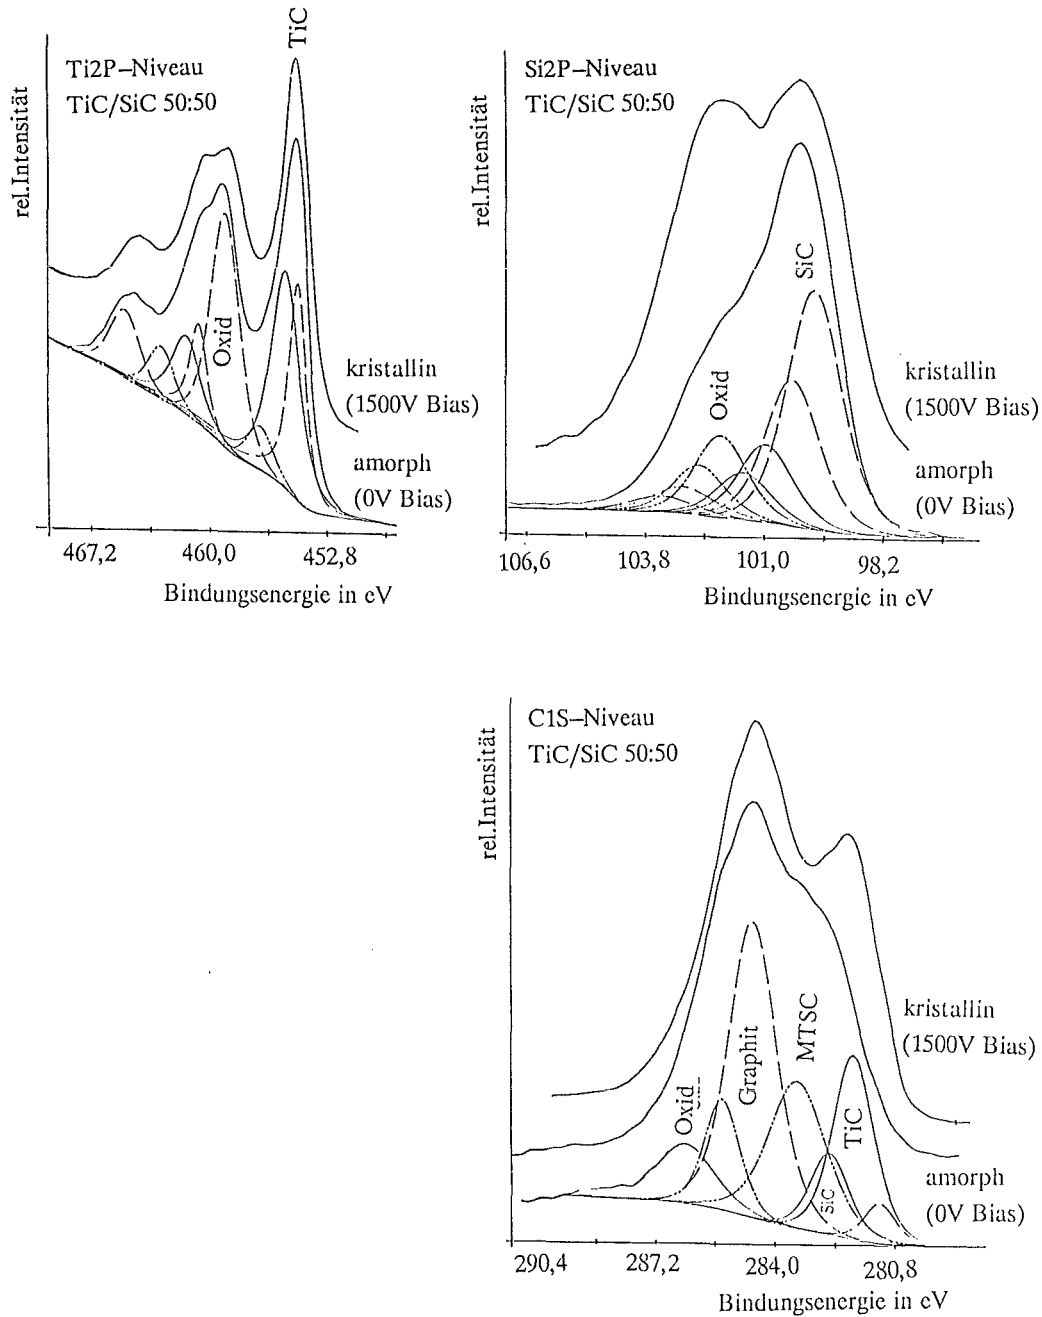 Ti2P–Niveau
TiC/SiC 50:50
TiC
rel.Intensität
Oxid
kristallin
(1500V Bias)
amorph
(0V Bias)
467,2 460,0 452,8
Bindungsenergie in eV
Si2P–Niveau
TiC/SiC 50:50
rel.Intensität
SiC
Oxid
kristallin
(1500V Bias)
amorph
(0V Bias)
106,6 103,8 101,0 98,2
Bindungsenergie in eV
C1S–Niveau
TiC/SiC 50:50
rel.Intensität
Oxid
Graphit
MTSC
SiC
TiC
kristallin
(1500V Bias)
amorph
(0V Bias)
290,4 287,2 284,0 280,8
Bindungsenergie in eV